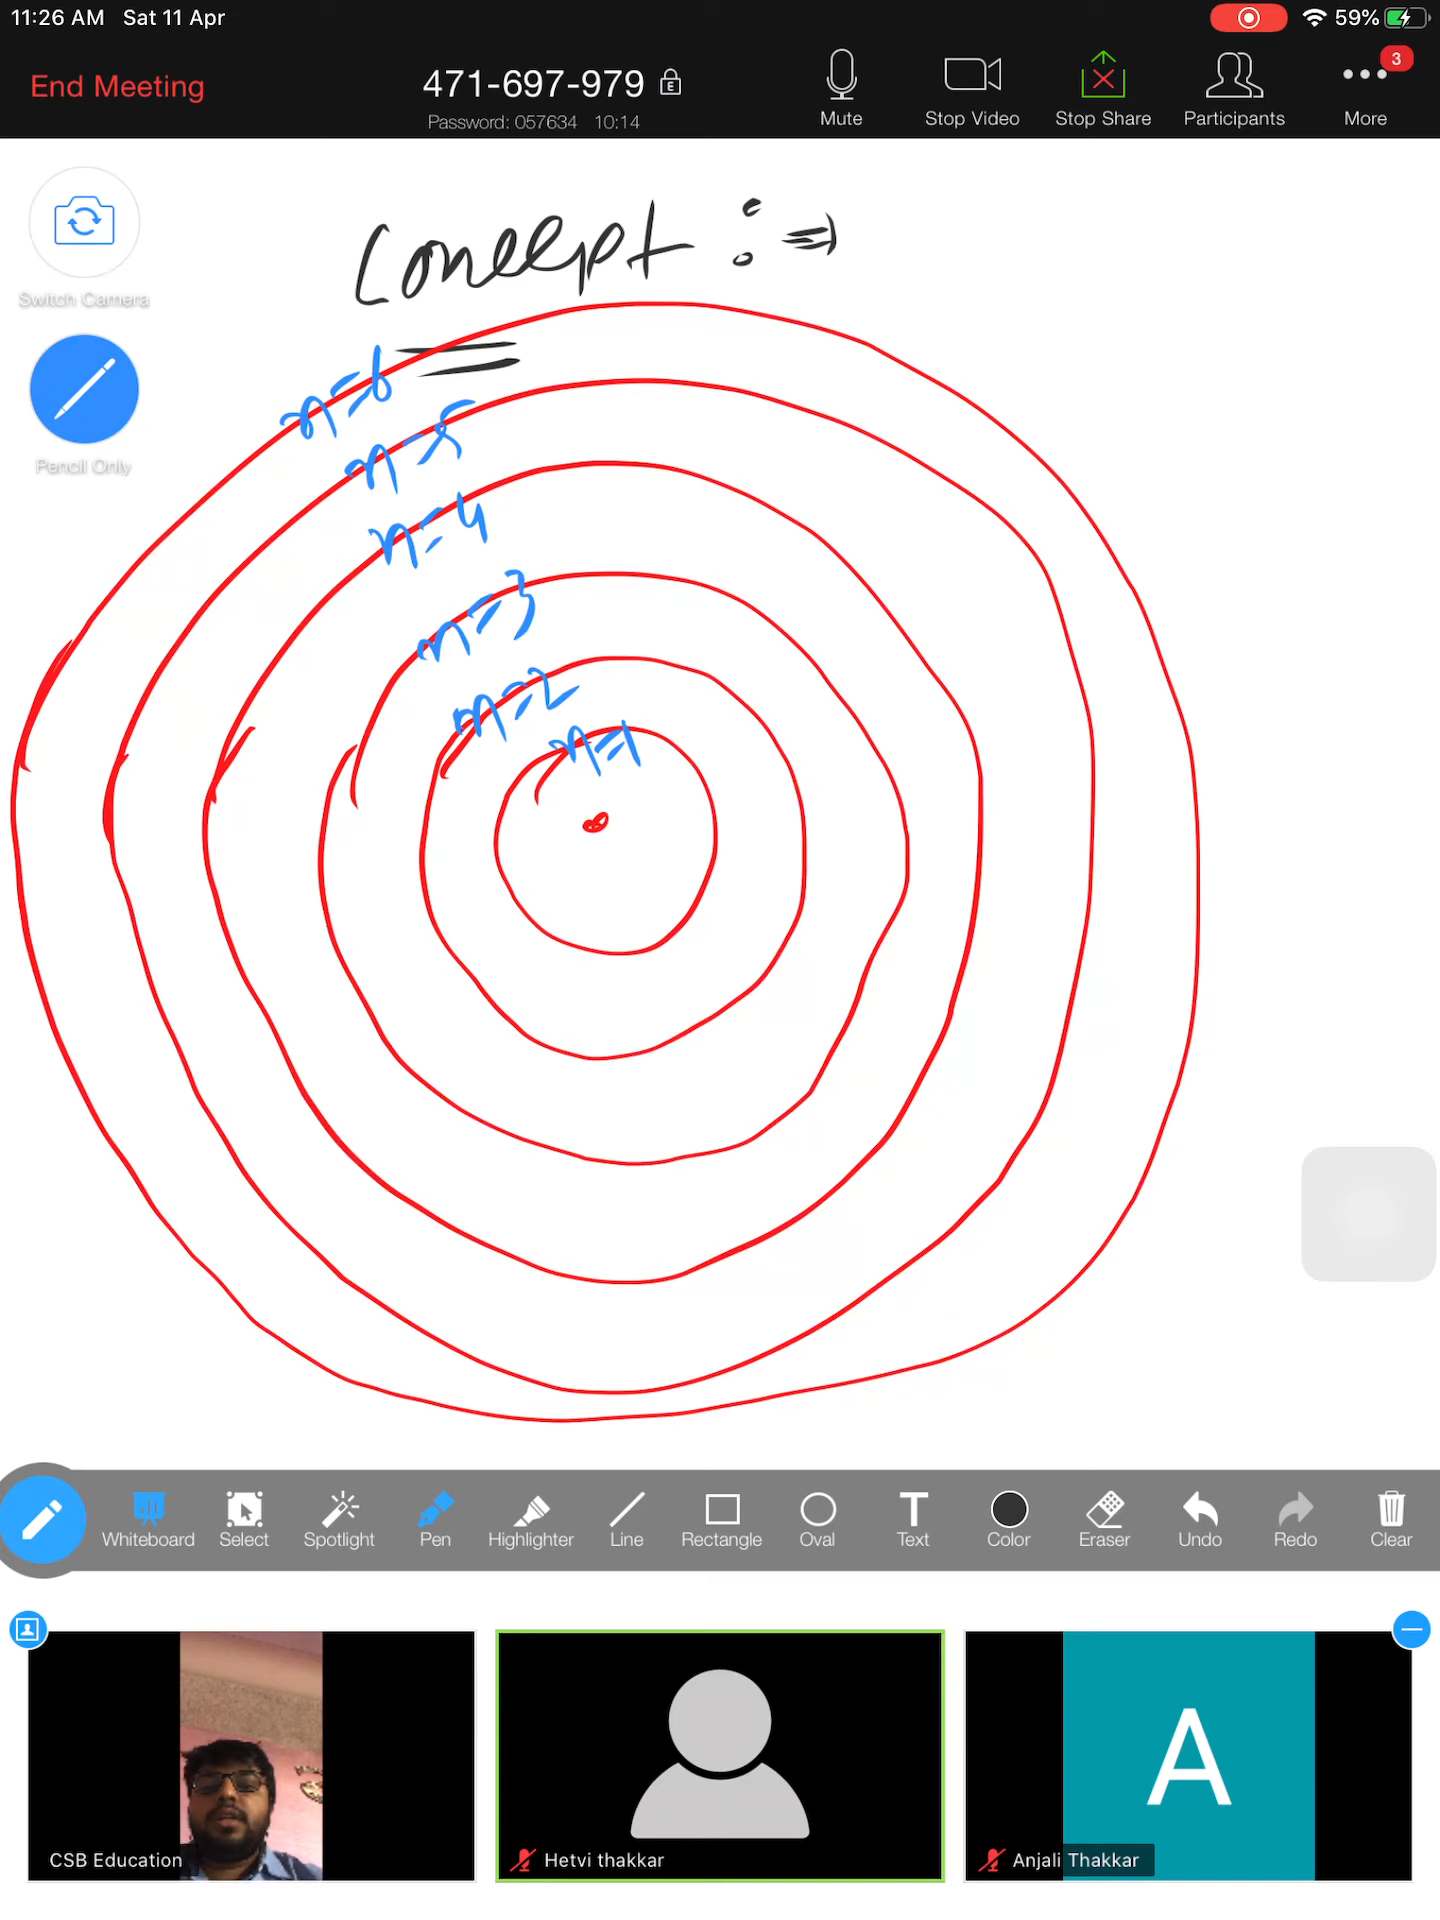 11:26 AM Sat 11 Apr 59%
End Meeting
471-697-979
Password: 057634 10:14
Mute
Stop Video
Stop Share
Participants
3
More
Switch Camera
Pencil Only
Concept :⇒
n=6
n=5
n=4
n=3
n=2
n=1
Whiteboard Select Spotlight Pen Highlighter Line Rectangle Oval Text Color Eraser Undo Redo Clear
CSB Education
Hetvi thakkar
A
Anjali Thakkar